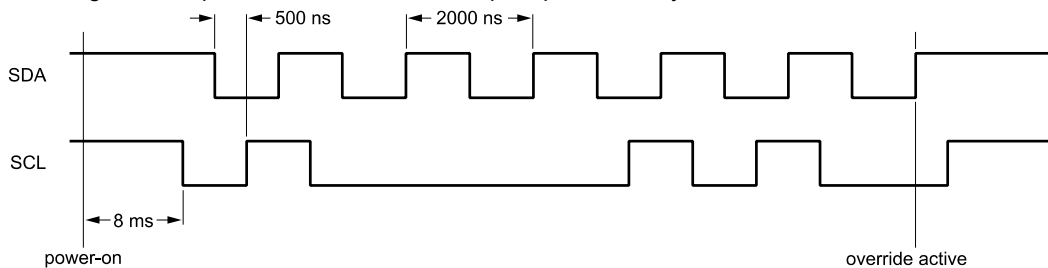 500 ns
2000 ns
SDA
SCL
8 ms
power-on
override active